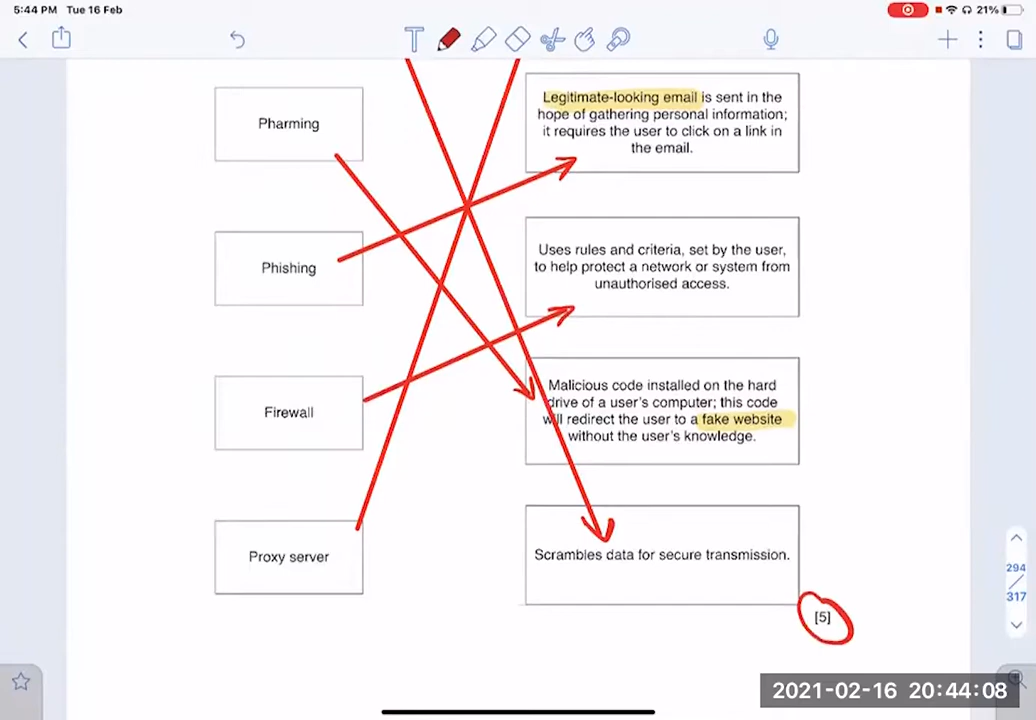 5:44 PM Tue 16 Feb
21%
T
Pharming
Legitimate-looking email is sent in the
hope of gathering personal information;
it requires the user to click on a link in
the email.
Phishing
Uses rules and criteria, set by the user,
to help protect a network or system from
unauthorised access.
Firewall
Malicious code installed on the hard
drive of a user's computer; this code
will redirect the user to a fake website
without the user's knowledge.
Proxy server
Scrambles data for secure transmission.
[5]
294
317
2021-02-16 20:44:08